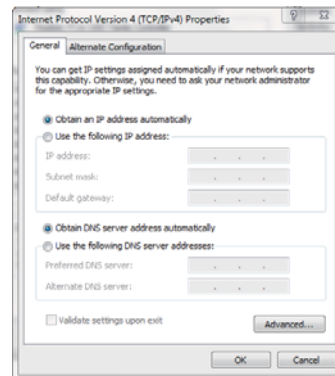 Internet Protocol Version 4 (TCP/IPv4) Properties
General
Alternate Configuration
You can get IP settings assigned automatically if your network supports
this capability. Otherwise, you need to ask your network administrator
for the appropriate IP settings.
Obtain an IP address automatically
Use the following IP address:
IP address:
Subnet mask:
Default gateway:
Obtain DNS server address automatically
Use the following DNS server addresses:
Preferred DNS server:
Alternate DNS server:
Validate settings upon exit
Advanced...
OK
Cancel